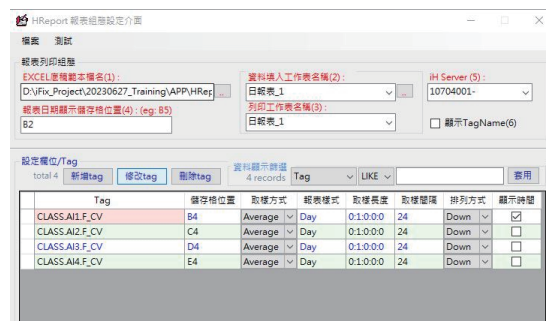 HReport 報表組態設定介面
檔案 測試
報表列印組態
EXCEL底稿範本檔名(1) :
資料填入工作表名稱(2) :
iH Server (5) :
D:\iFix_Project\20230627_Training\APP\HRep
..
日報表_1
..
10704001-
報表日期顯示儲存格位置(4) : (eg: B5)
列印工作表名稱(3) :
B2
日報表_1
顯示TagName(6)
設定欄位/Tag
total 4 新增tag 修改tag 刪除tag
資料顯示篩選
4 records Tag LIKE 套用
Tag 儲存格位置 取樣方式 報表樣式 取樣長度 取樣間隔 排列方式 顯示時間
CLASS.AI1.F_CV B4 Average Day 0:1:0:0:0 24 Down
CLASS.AI2.F_CV C4 Average Day 0:1:0:0:0 24 Down
CLASS.AI3.F_CV D4 Average Day 0:1:0:0:0 24 Down
CLASS.AI4.F_CV E4 Average Day 0:1:0:0:0 24 Down